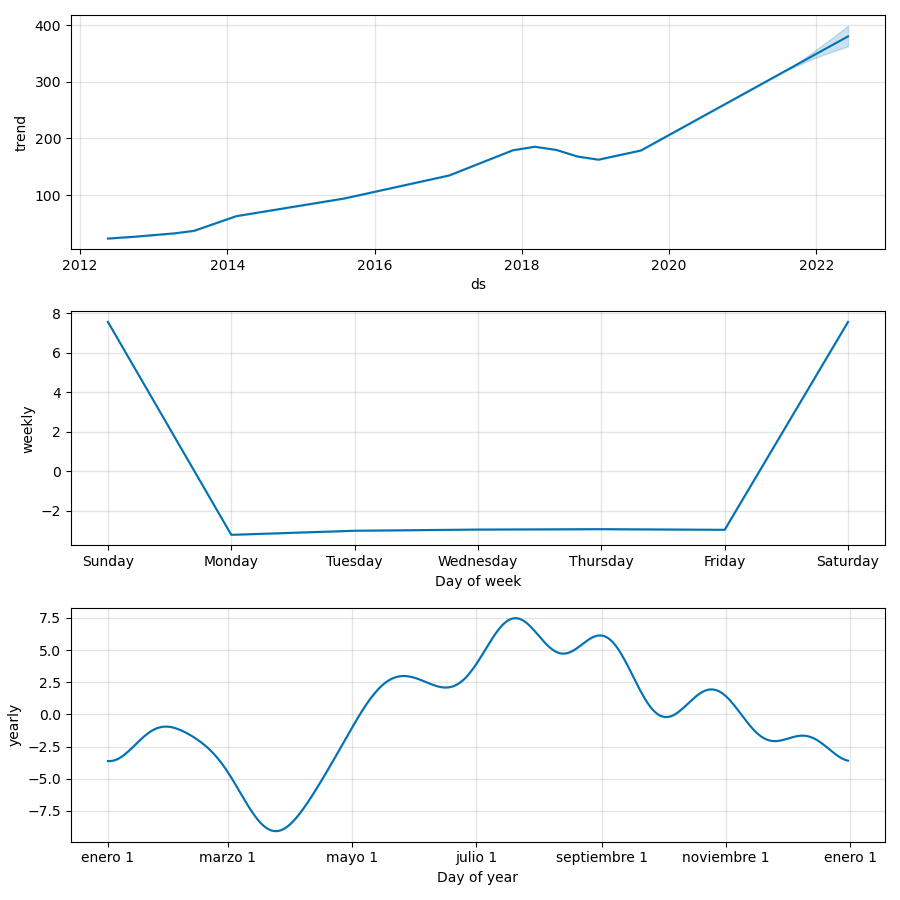 400
300
200
100
trend
2012 2014 2016 2018 2020 2022
ds
8
6
4
2
0
−2
weekly
Sunday Monday Tuesday Wednesday Thursday Friday Saturday
Day of week
7.5
5.0
2.5
0.0
−2.5
−5.0
−7.5
yearly
enero 1 marzo 1 mayo 1 julio 1 septiembre 1 noviembre 1 enero 1
Day of year